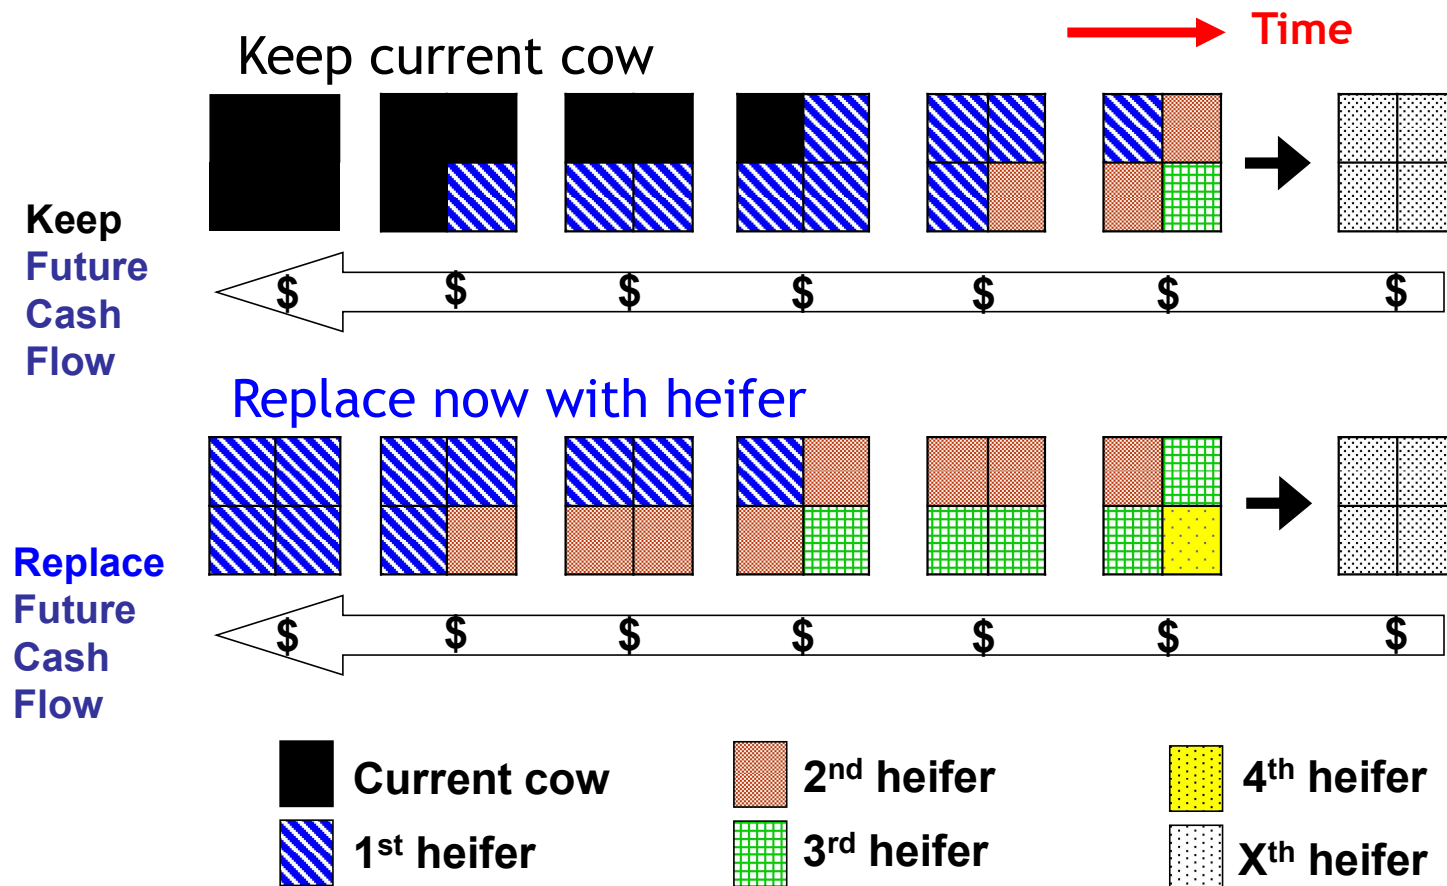 Time
Keep current cow
Keep
Future
Cash
Flow
$ $ $ $ $ $ $
Replace now with heifer
Replace
Future
Cash
Flow
$ $ $ $ $ $ $
Current cow
2nd heifer
4th heifer
1st heifer
3rd heifer
Xth heifer